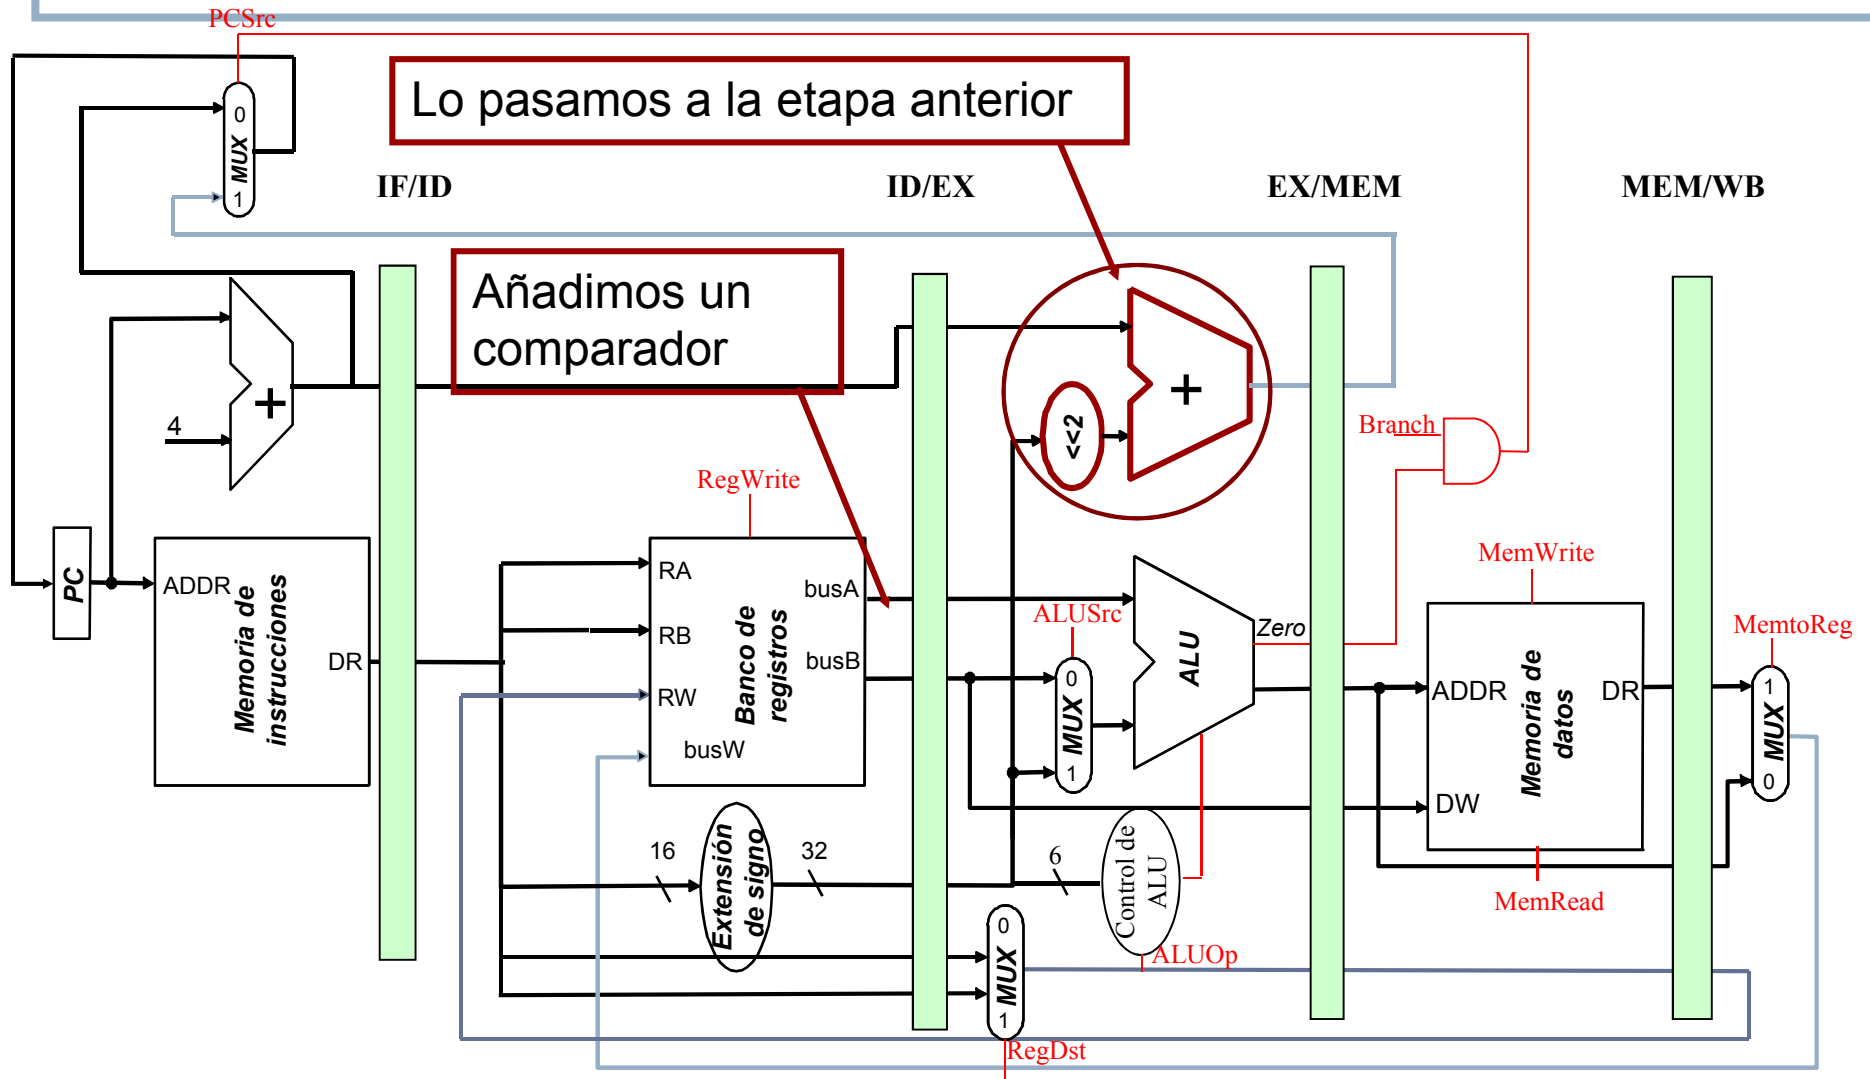 PCSrc
Lo pasamos a la etapa anterior
0
MUX
1
IF/ID
ID/EX
EX/MEM
MEM/WB
Añadimos un
comparador
+
4
+
<<2
Branch
RegWrite
MemWrite
PC
ADDR
Memoria de
instrucciones
DR
RA
RB
RW
busW
busA
busB
Banco de
registros
ALUSrc
0
MUX
1
ALU
Zero
ADDR
DW
DR
Memoria de
datos
MemtoReg
1
MUX
0
16
Extensión
de signo
32
6
Control de
ALU
MemRead
ALUOp
0
MUX
1
RegDst